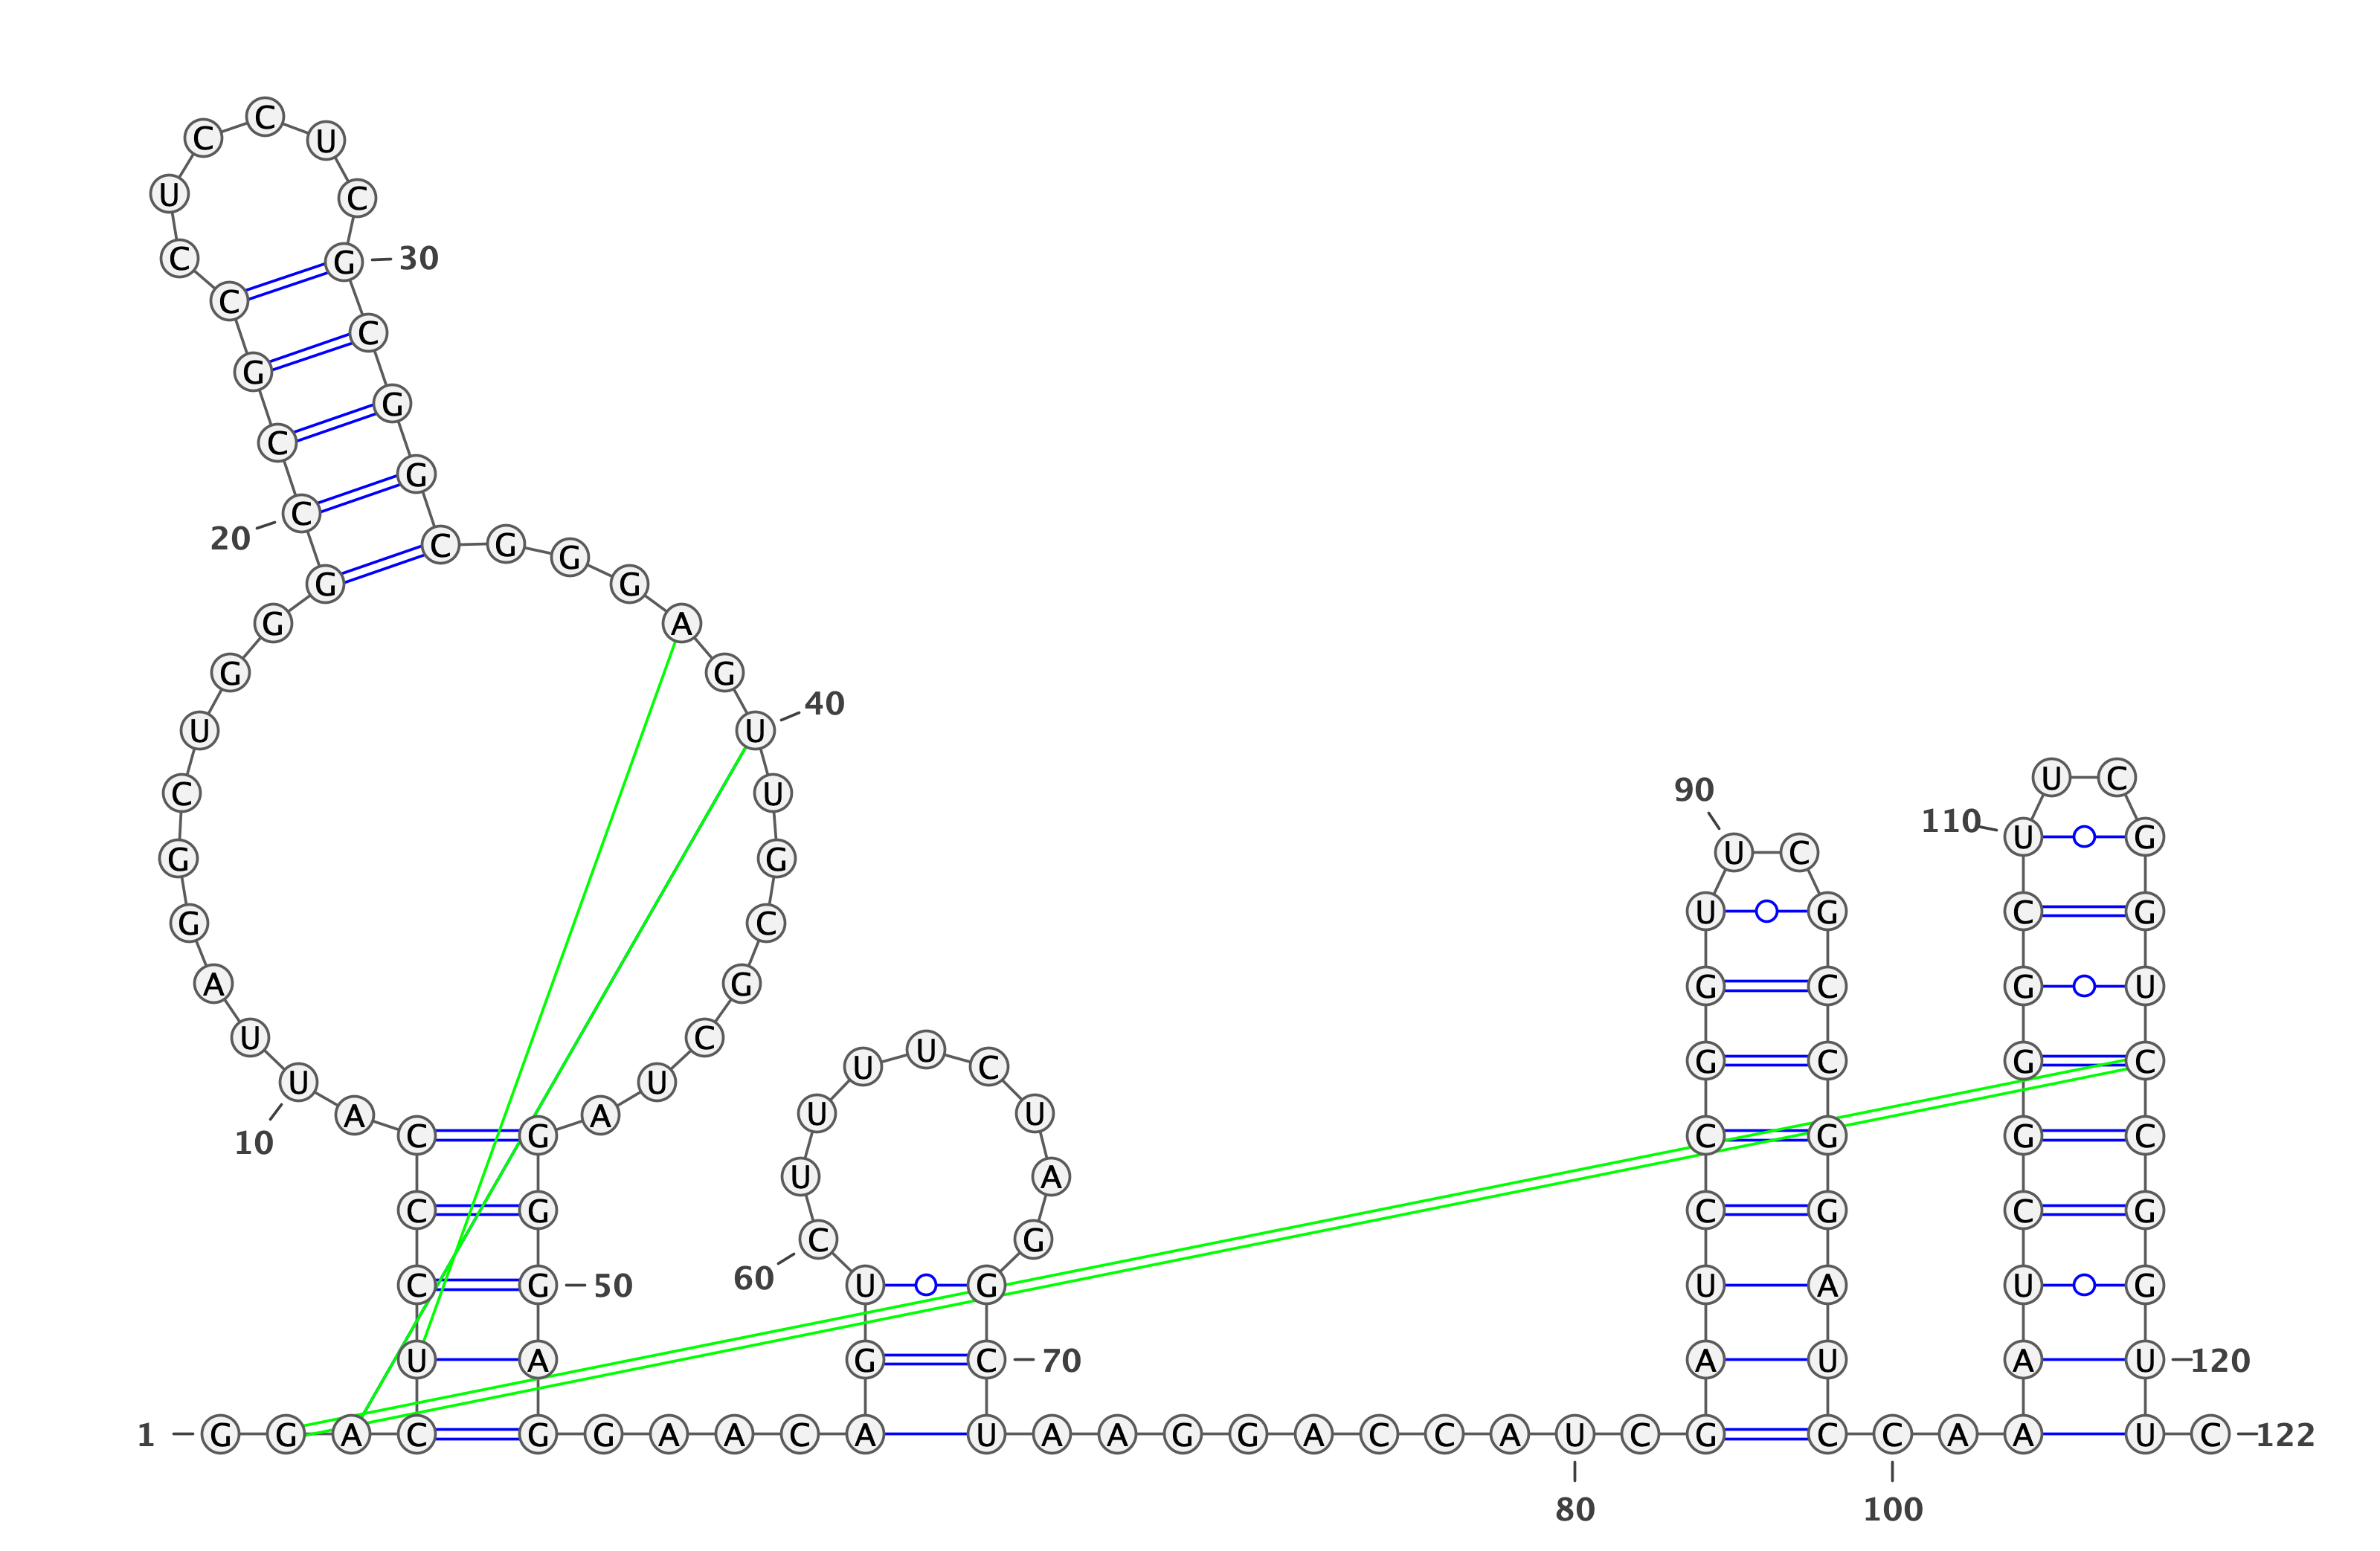 C
C U
U C
C G 30
C
C
G
G
C
G
C
20
C G G
G G
G A
G G
40
U U
U C
90
C U
110
U G
U C
G G
U G C G
G C
A G G C G U
U C
U
U C G C G C
U U
A A U U
C G C G G C
10
U A
C G C G C G
C G
60
C G 50 U G U A U G
U A G C 70 A U A U 120
1 G G A C G G A A C A U A A G G A C C A U C G C C A A U C 122
80 100